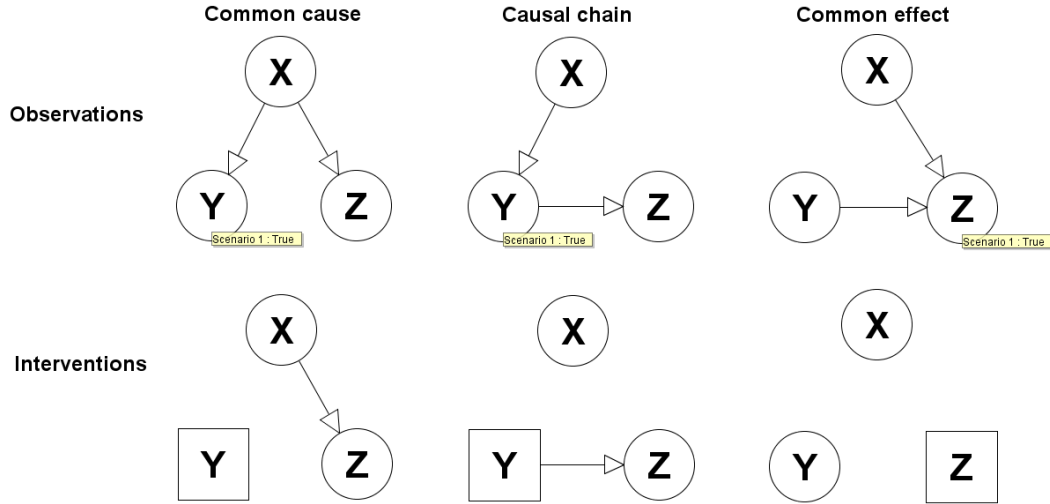 Common cause Causal chain Common effect
X X X
Observations
Y Z Y Z Y Z
Scenario 1 : True Scenario 1 : True Scenario 1 : True
X X X
Interventions
Y Z Y Z Y Z